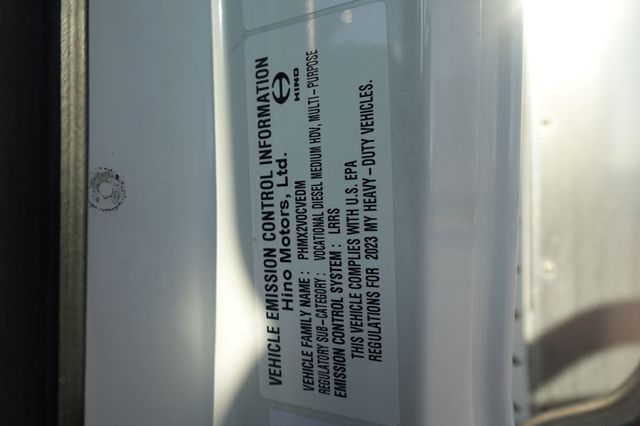 VEHICLE EMISSION CONTROL INFORMATION
Hino Motors, Ltd.
HINO
VEHICLE FAMILY NAME : PHMX2VOCVEDM
REGULATORY SUB-CATEGORY : VOCATIONAL DIESEL MEDIUM HDV, MULTI-PURPOSE
EMISSION CONTROL SYSTEM : LRRS
THIS VEHICLE COMPLIES WITH U.S. EPA
REGULATIONS FOR 2023 MY HEAVY-DUTY VEHICLES.